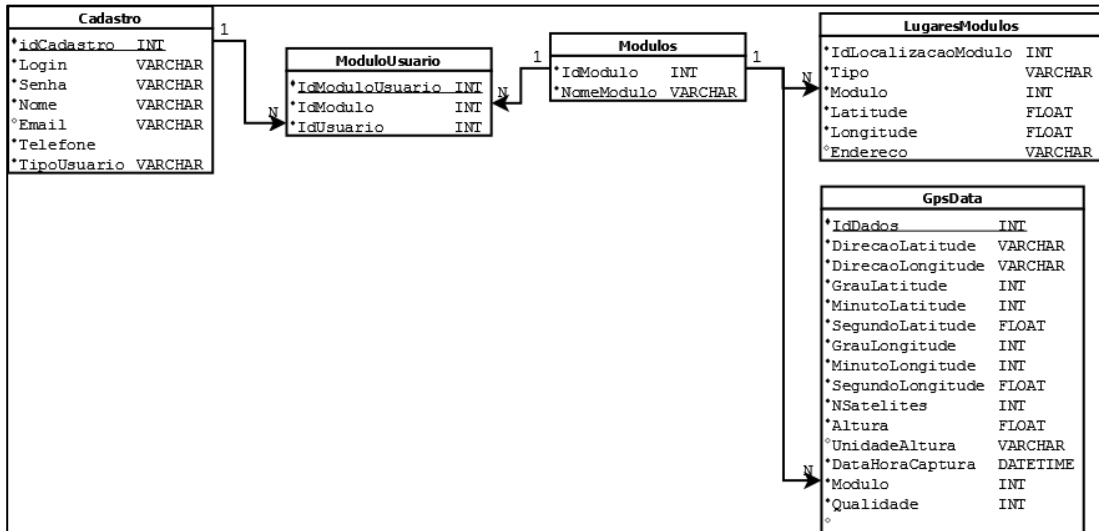 Cadastro
idCadastro INT
Login VARCHAR
Senha VARCHAR
Nome VARCHAR
Email VARCHAR
Telefone
TipoUsuario VARCHAR
1
N
ModuloUsuario
IdModuloUsuario INT
IdModulo INT
IdUsuario INT
N
1
Modulos
IdModulo INT
NomeModulo VARCHAR
1
N
LugaresModulos
IdLocalizacaoModulo INT
Tipo VARCHAR
Modulo INT
Latitude FLOAT
Longitude FLOAT
Endereco VARCHAR
GpsData
IdDados INT
DirecaoLatitude VARCHAR
DirecaoLongitude VARCHAR
GrauLatitude INT
MinutoLatitude INT
SegundoLatitude FLOAT
GrauLongitude INT
MinutoLongitude INT
SegundoLongitude FLOAT
NSatelites INT
Altura FLOAT
UnidadeAltura VARCHAR
DataHoraCaptura DATETIME
N
Modulo INT
Qualidade INT